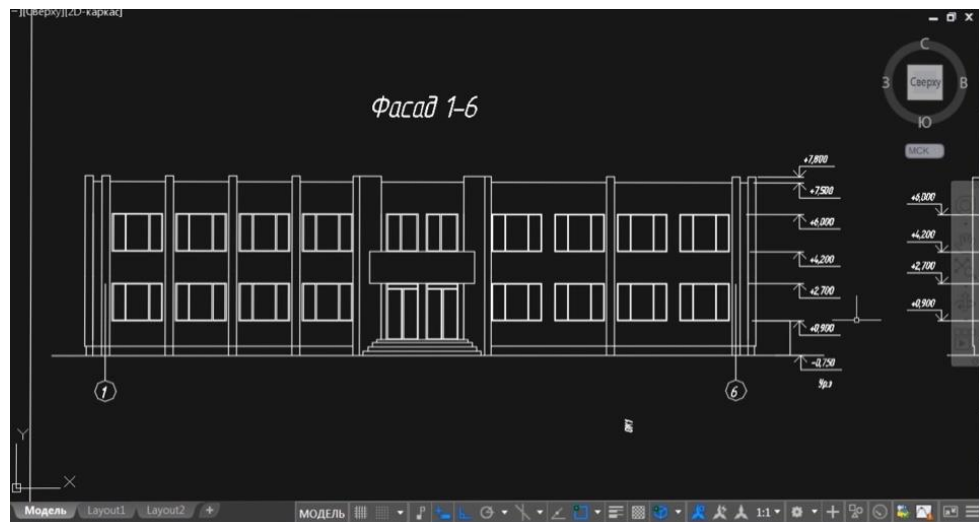 ][Сверху][2D-каркас]
С
З
Сверху
В
Ю
МСК
Фасад 1-6
+7,800
+7,500
+6,000
+4,200
+2,700
+0,900
-0,750
+6,000
+4,200
+2,700
+0,900
1
6
Y
X
Модель
Layout1
Layout2
+
МОДЕЛЬ
1:1